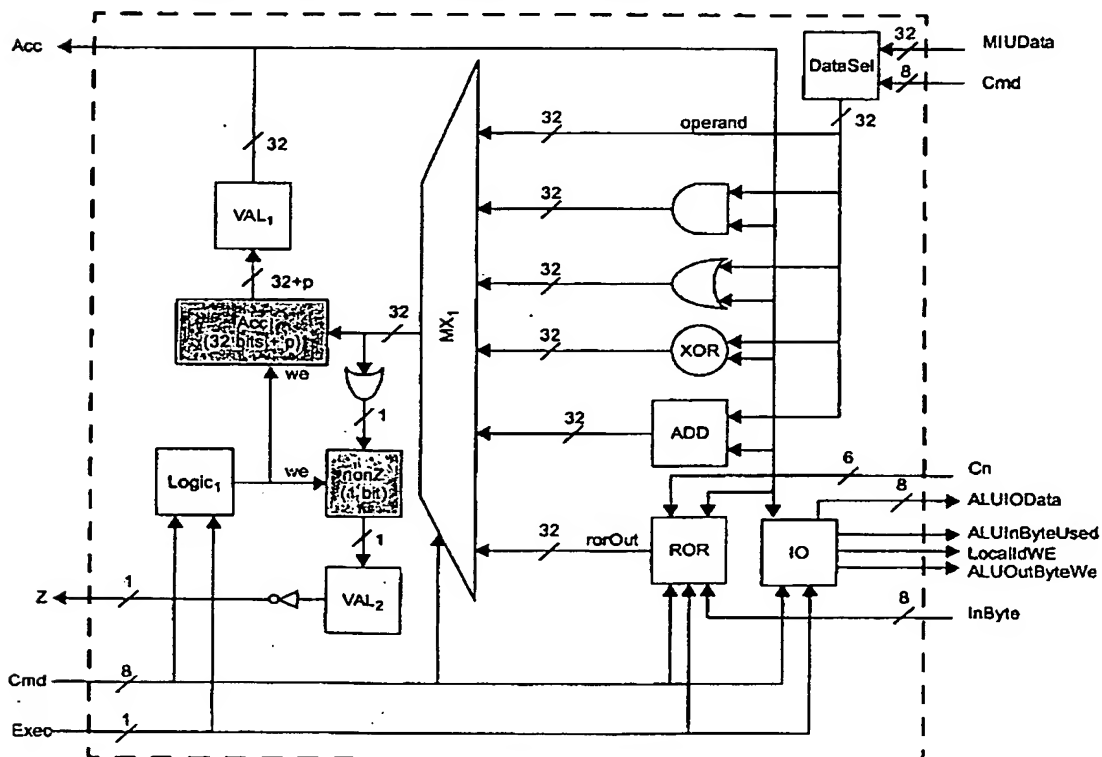 Acc
32
MIUData
DataSel
8
Cmd
32
32
operand
32
VAL1
32
32+p
32
Acc
(32 bits + p)
32
MX1
32
XOR
we
1
32
ADD
Logic1
we
nonZ
(1 bit)
6
Cn
8
ALUIOData
1
32
rorOut
ROR
IO
ALUInByteUsed
LocalIdWE
ALUOutByteWe
Z
1
VAL2
8
InByte
Cmd
8
Exec
1